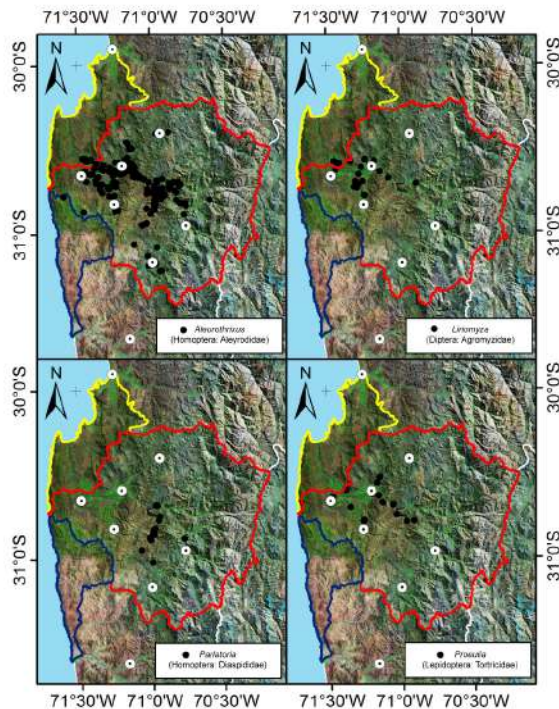 71°30'W 71°0'W 70°30'W 71°30'W 71°0'W 70°30'W
N
N
30°0'S
30°0'S
31°0'S
31°0'S
Aleurothrixus
(Homoptera: Aleyrodidae)
Liriomyza
(Diptera: Agromyzidae)
N
N
30°0'S
30°0'S
31°0'S
31°0'S
Parlatoria
(Homoptera: Diaspididae)
Proeulia
(Lepidoptera: Tortricidae)
71°30'W 71°0'W 70°30'W 71°30'W 71°0'W 70°30'W